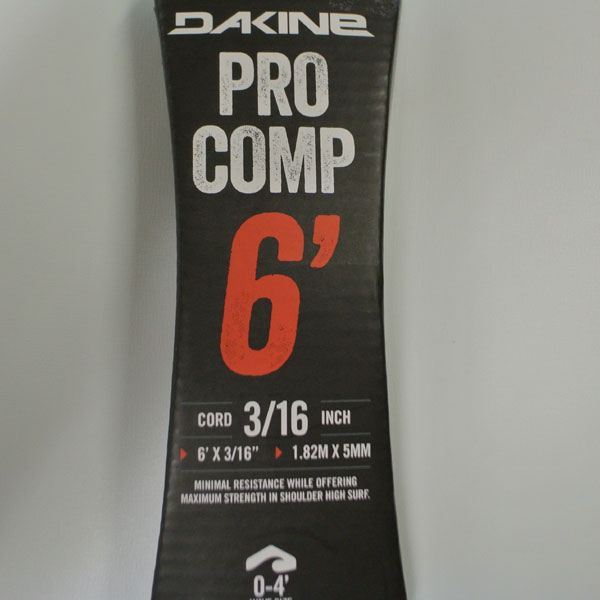 DAKINE
PRO
COMP
6'
CORD 3/16 INCH
6' X 3/16" 1.82M X 5MM
MINIMAL RESISTANCE WHILE OFFERING
MAXIMUM STRENGTH IN SHOULDER HIGH SURF.
0-4'